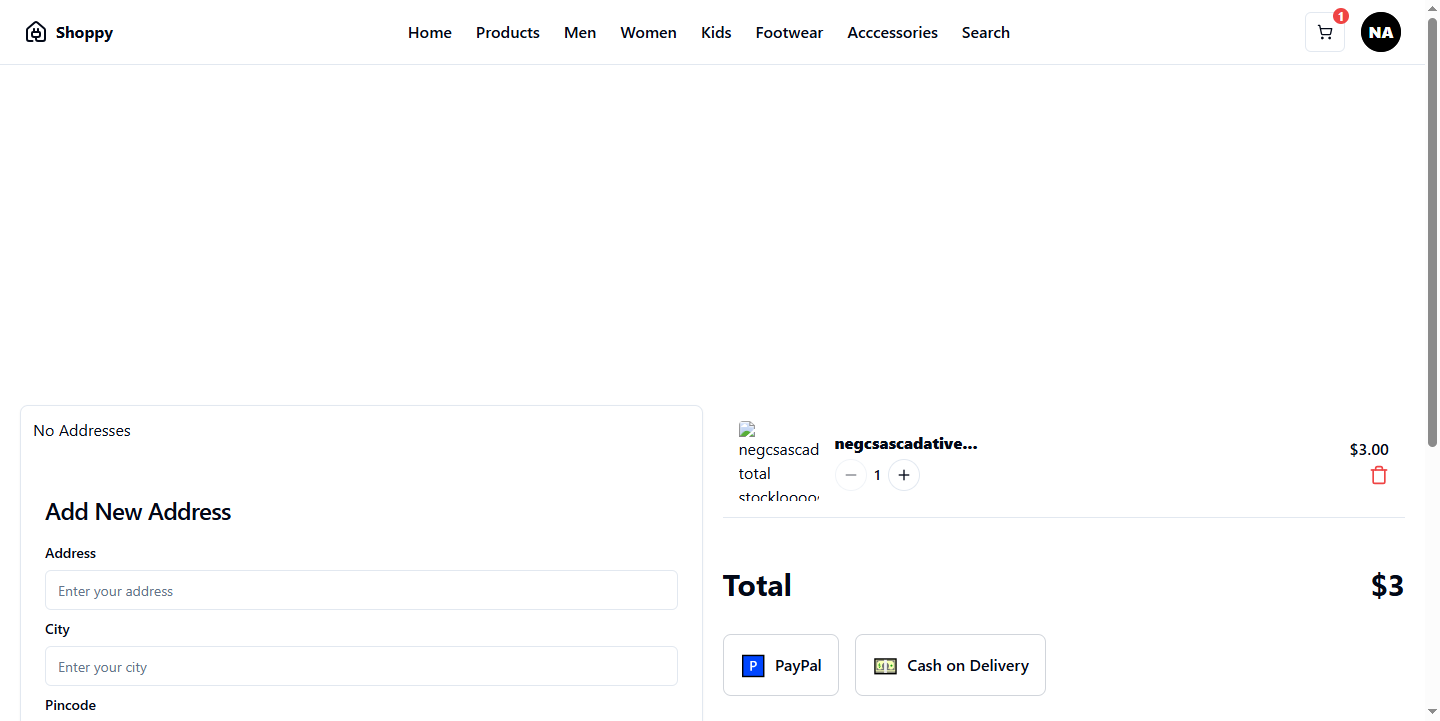 Shoppy
Home Products Men Women Kids Footwear Acccessories Search
1
NA
No Addresses
Add New Address
Address
Enter your address
City
Enter your city
Pincode
negcsascad
total
negcsascadative...
1
$3.00
Total
$3
P PayPal
Cash on Delivery